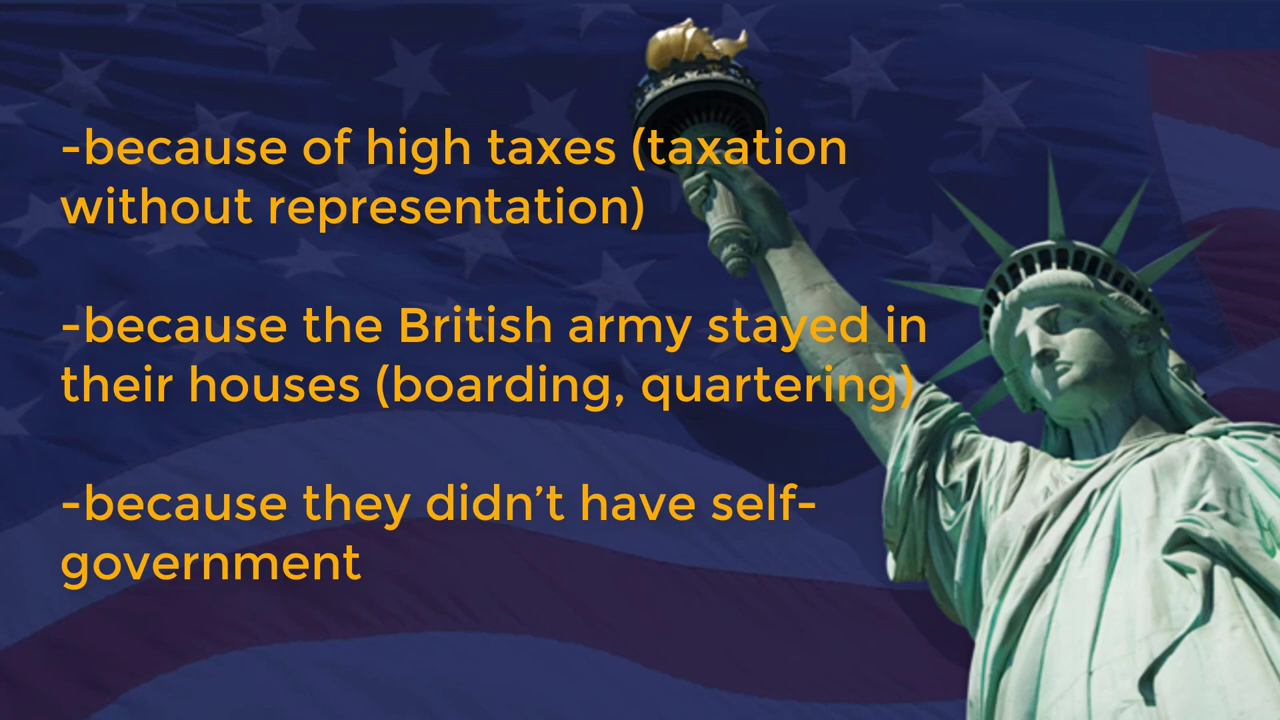 -because of high taxes (taxation
without representation)
-because the British army stayed in
their houses (boarding, quartering)
-because they didn’t have self-
government